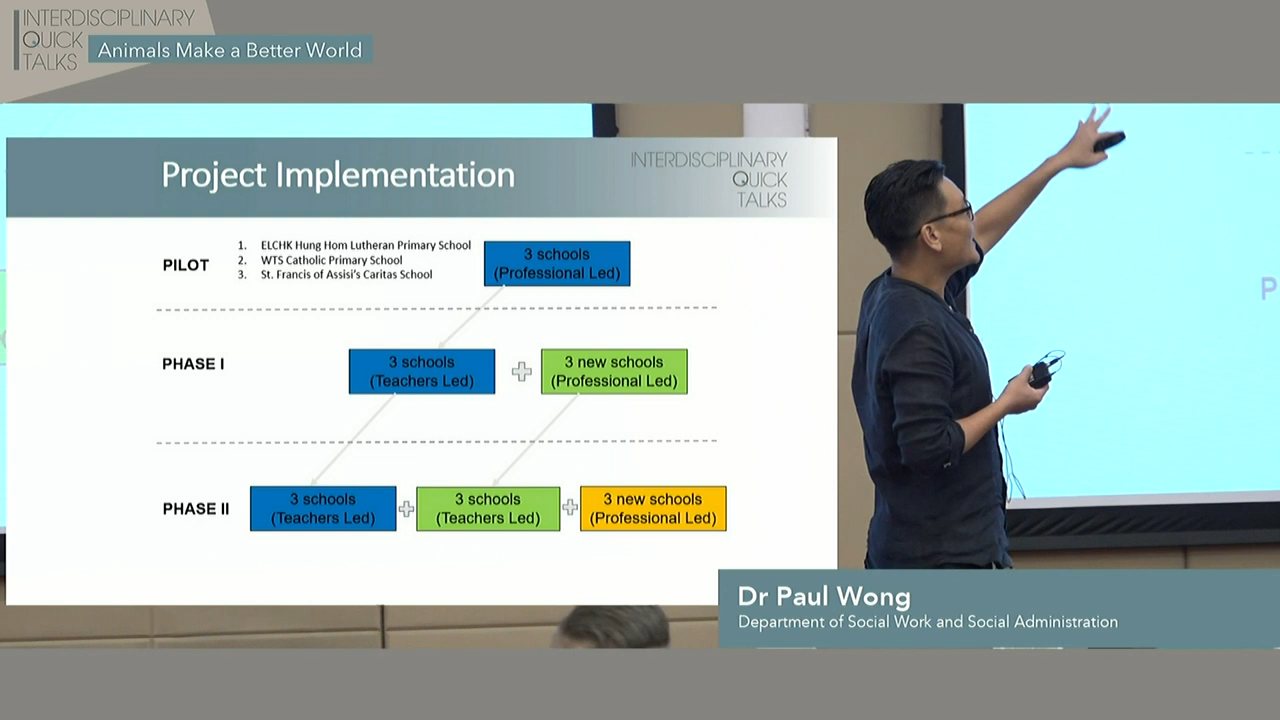 INTERDISCIPLINARY
QUICK
TALKS
Animals Make a Better World
Project Implementation
INTERDISCIPLINARY
QUICK
TALKS
PILOT
1. ELCHK Hung Hom Lutheran Primary School
2. WTS Catholic Primary School
3. St. Francis of Assisi's Caritas School
3 schools
(Professional Led)
PHASE I
3 schools
(Teachers Led)
3 new schools
(Professional Led)
PHASE II
3 schools
(Teachers Led)
3 schools
(Teachers Led)
3 new schools
(Professional Led)
P
Dr Paul Wong
Department of Social Work and Social Administration